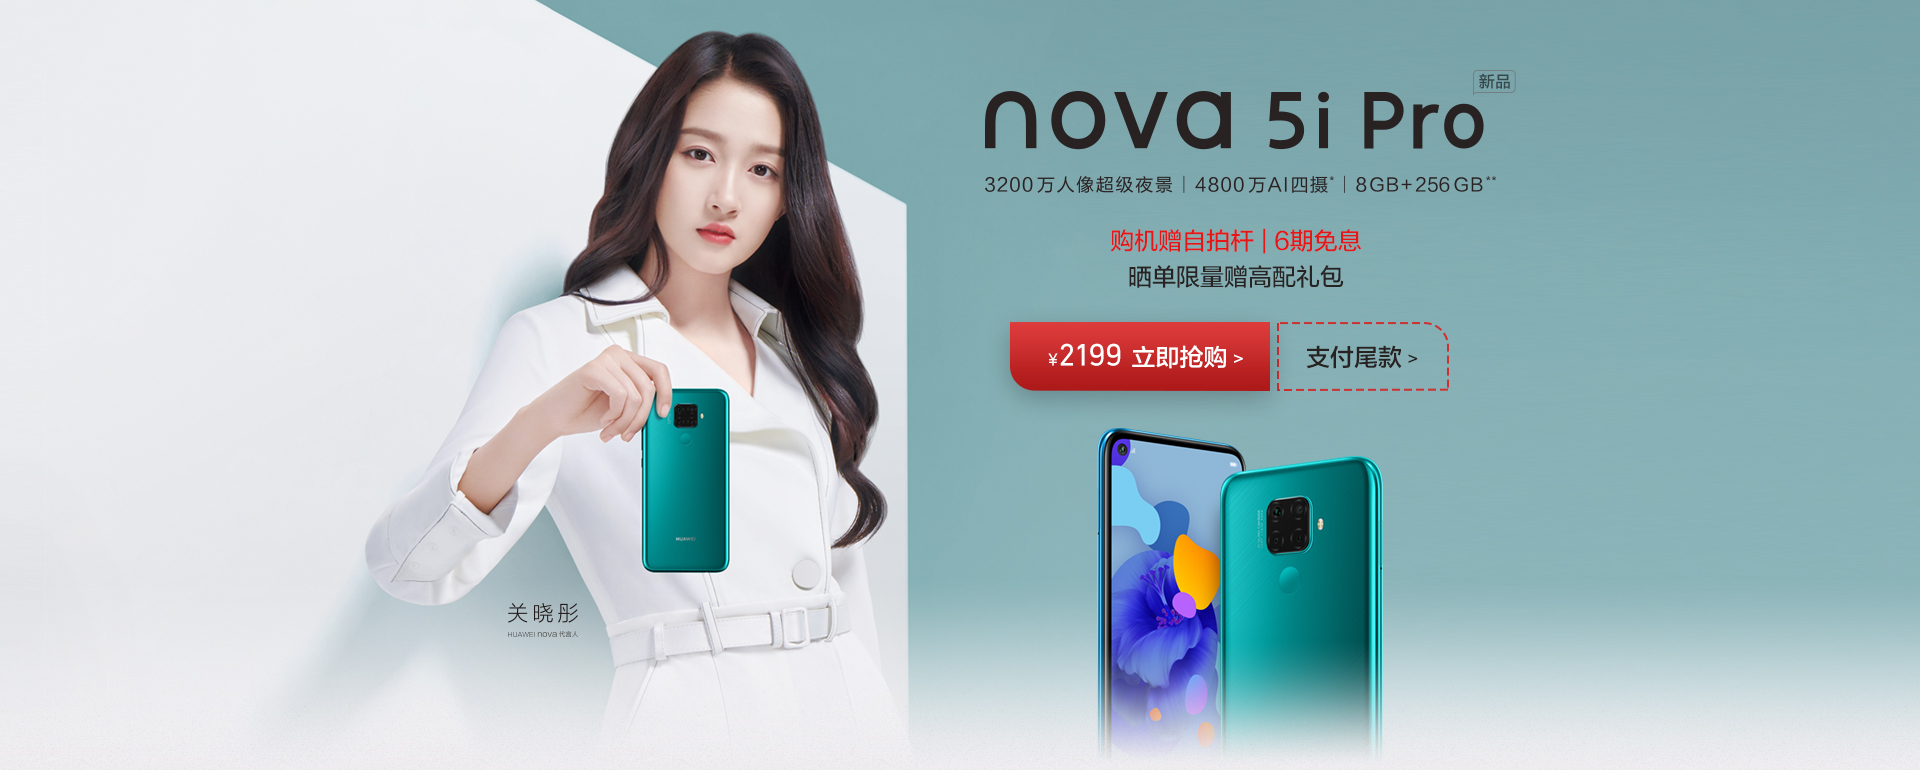 新品
nova 5i Pro
3200万人像超级夜景 | 4800万AI四摄* | 8GB+256GB**
购机赠自拍杆 | 6期免息
晒单限量赠高配礼包
¥2199 立即抢购 >
支付尾款 >
HUAWEI
关晓彤
HUAWEI nova 代言人